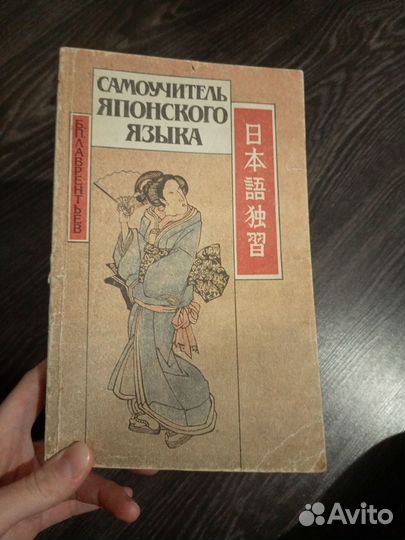 САМОУЧИТЕЛЬ
ЯПОНСКОГО
ЯЗЫКА
Б.П.ЛАВРЕНТЬЕВ
日本語独習
Avito